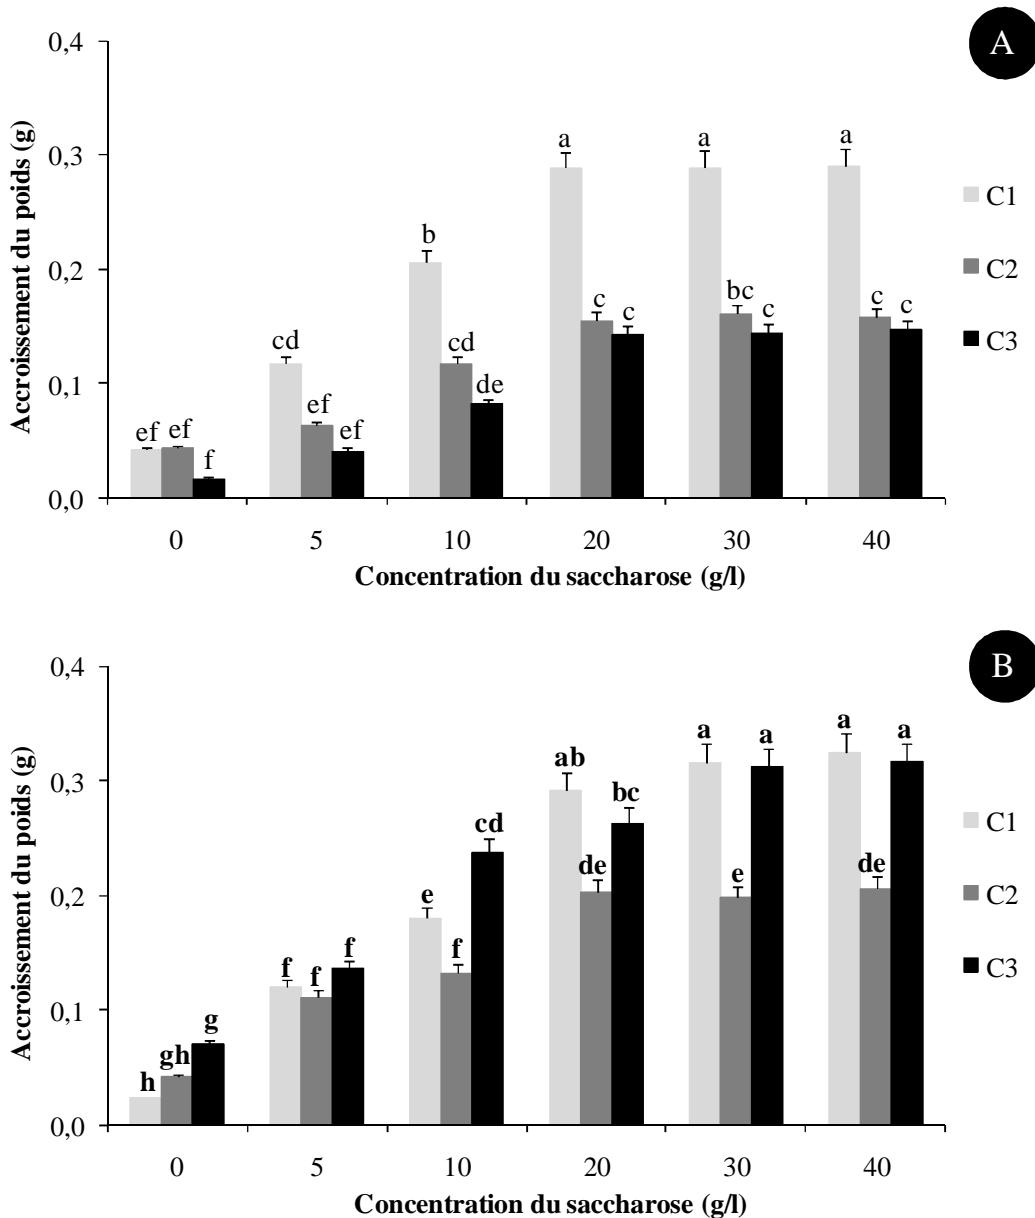 A
0,4
a
a
a
0,3
C1
b
0,2
C2
bc
c
c
c
c
c
cd
cd
C3
de
0,1
ef
ef
ef
ef
f
0,0
0
5
10
20
30
40
Concentration du saccharose (g/l)
Accroissement du poids (g)
B
0,4
a
a
a
a
ab
0,3
bc
cd
C1
de
e
de
0,2
e
C2
f
f
f
f
0,1
C3
g
gh
h
0,0
0
5
10
20
30
40
Concentration du saccharose (g/l)
Accroissement du poids (g)